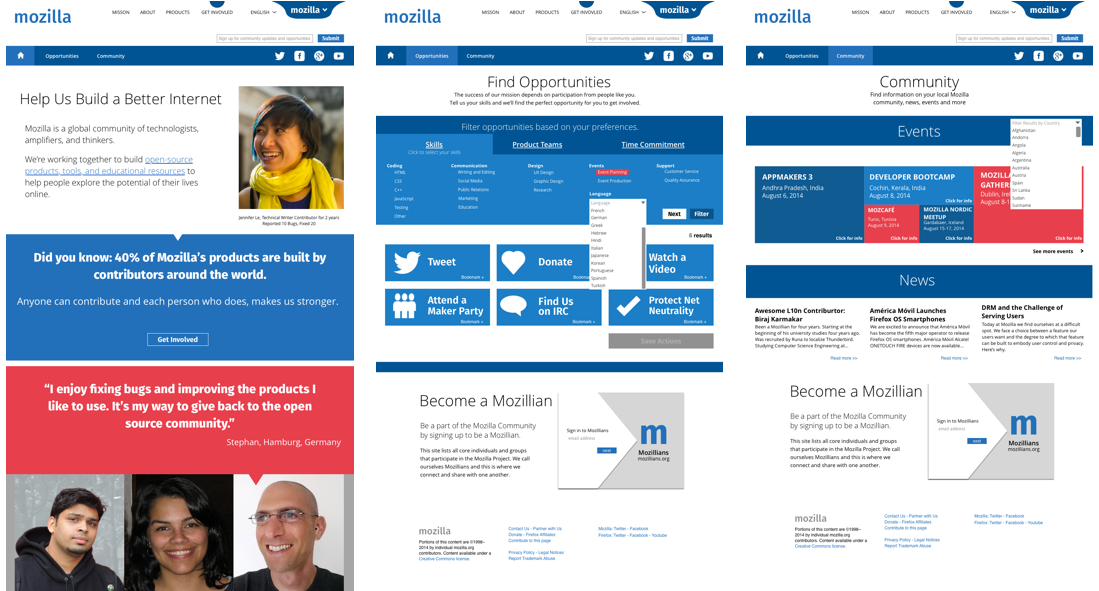 mozilla
MISSON ABOUT PRODUCTS GET INVOVLED ENGLISH mozilla
Sign up for community updates and opportunities Submit
Opportunities Community
Help Us Build a Better Internet
Mozilla is a global community of technologists,
amplifiers, and thinkers.
We're working together to build open-source
products, tools, and educational resources to
help people explore the potential of their lives
online.
Jennifer Le, Technical Writer Contributor for 2 years
Reported 10 Bugs, Fixed 20
Did you know: 40% of Mozilla's products are built by
contributors around the world.
Anyone can contribute and each person who does, makes us stronger.
Get Involved
"I enjoy fixing bugs and improving the products I
like to use. It's my way to give back to the open
source community."
Stephan, Hamburg, Germany
mozilla
MISSON ABOUT PRODUCTS GET INVOVLED ENGLISH mozilla
Sign up for community updates and opportunities Submit
Opportunities Community
Find Opportunities
The success of our mission depends on participation from people like you.
Tell us your skills and we'll find the perfect opportunity for you to get involved.
Filter opportunities based on your preferences.
Skills Product Teams Time Commitment
Click to select your skills
Coding
HTML
CSS
C++
JavaScript
Testing
Other
Communication
Writing and Editing
Social Media
Public Relations
Marketing
Education
Design
UX Design
Graphic Design
Research
Events
Event Planning
Event Production
Support
Customer Service
Quality Assurance
Language
Language
French
German
Greek
Hebrew
Hindi
Italian
Japanese
Korean
Portuguese
Spanish
Turkish
Next Filter
6 results
Tweet
Bookmark +
Donate
Watch a
Video
Bookmark +
Attend a
Maker Party
Bookmark +
Find Us
on IRC
Bookmark +
Protect Net
Neutrality
Bookmark +
Save Actions
Become a Mozillian
Be a part of the Mozilla Community
by signing up to be a Mozillian.
This site lists all core individuals and groups
that participate in the Mozilla Project. We call
ourselves Mozillians and this is where we
connect and share with one another.
Sign in to Mozillians
email address
next
m
Mozillians
mozillians.org
mozilla
Portions of this content are ©1998–
2014 by individual mozilla.org
contributors. Content available under a
Creative Commons license.
Contact Us - Partner with Us
Donate - Firefox Affiliates
Contribute to this page
Privacy Policy - Legal Notices
Report Trademark Abuse
Mozilla: Twitter - Facebook
Firefox: Twitter - Facebook - Youtube
mozilla
MISSON ABOUT PRODUCTS GET INVOVLED ENGLISH mozilla
Sign up for community updates and opportunities Submit
Opportunities Community
Community
Find information on your local Mozilla
community, news, events and more
Events
Filter Results by Country
Afghanistan
Andorra
Angola
Algeria
Argentina
Australia
Austria
Spain
Sri Lanka
Sudan
Suriname
APPMAKERS 3
Andhra Pradesh, India
August 6, 2014
Click for info
DEVELOPER BOOTCAMP
Cochin, Kerala, India
August 8, 2014
Click for info
MOZCAFÉ
Tunis, Tunisia
August 9, 2014
Click for info
MOZILLA NORDIC
MEETUP
Gardabaer, Iceland
August 15-17, 2014
Click for info
MOZILL
GATHER
Dublin, Ire
August 8-1
Click for info
See more events
News
Awesome L10n Contriburtor:
Biraj Karmakar
Been a Mozillian for four years. Starting at the
beginning of his university studies four years ago.
Was recruited by Runa to localize Thunderbird.
Studying Computer Science Engineering at...
Read more >>
América Móvil Launches
Firefox OS Smartphones
We are excited to announce that América Móvil
has become the fifth major operator to release
Firefox OS smartphones. América Móvil Alcatel
ONETOUCH FIRE devices are now available...
Read more >>
DRM and the Challenge of
Serving Users
Today at Mozilla we find ourselves at a difficult
spot. We face a choice between a feature our
users want and the degree to which that feature
can be built to embody user control and privacy.
Here's why.
Read more >>
Become a Mozillian
Be a part of the Mozilla Community
by signing up to be a Mozillian.
This site lists all core individuals and groups
that participate in the Mozilla Project. We call
ourselves Mozillians and this is where we
connect and share with one another.
Sign in to Mozillians
email address
next
m
Mozillians
mozillians.org
mozilla
Portions of this content are ©1998–
2014 by individual mozilla.org
contributors. Content available under a
Creative Commons license.
Contact Us - Partner with Us
Donate - Firefox Affiliates
Contribute to this page
Privacy Policy - Legal Notices
Report Trademark Abuse
Mozilla: Twitter - Facebook
Firefox: Twitter - Facebook - Youtube